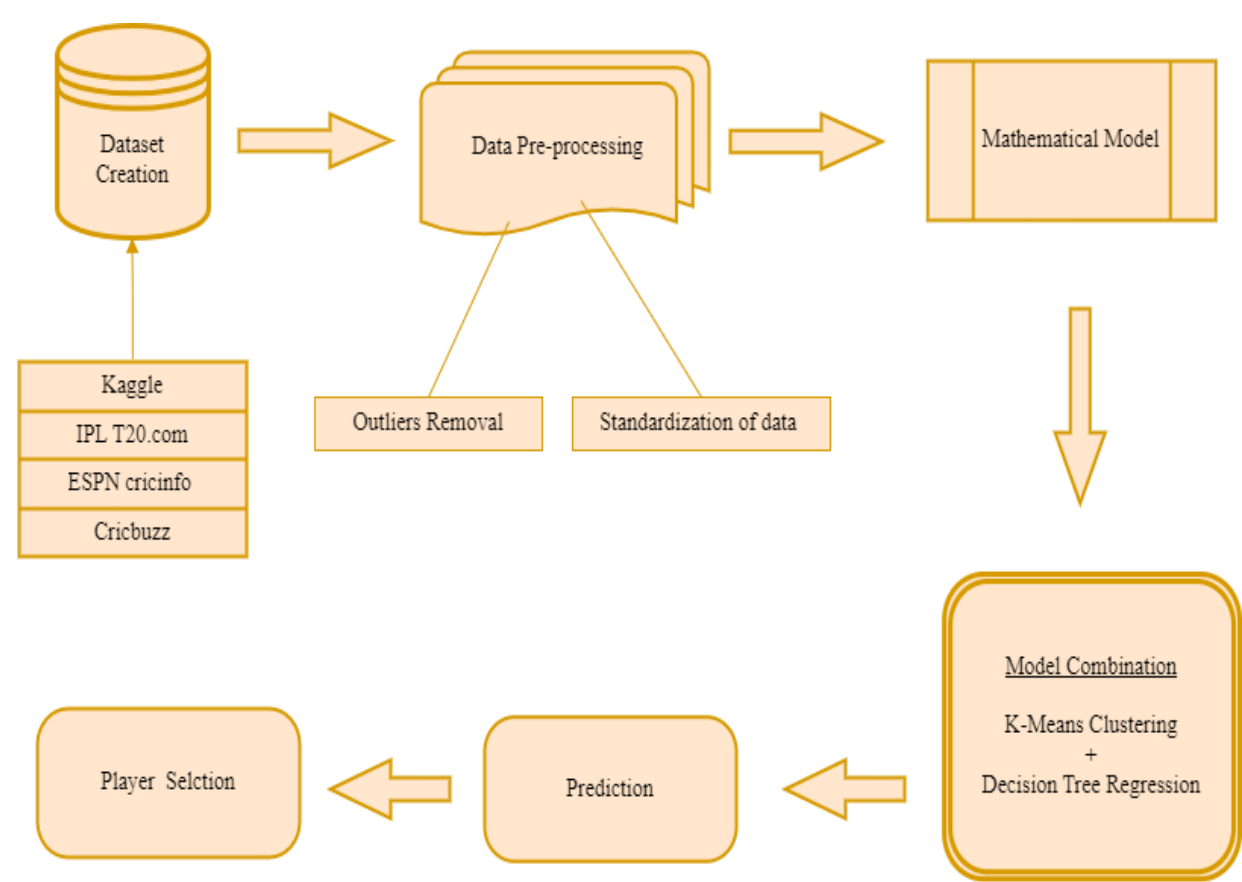 Dataset
Creation
Data Pre-processing
Mathematical Model
Kaggle
IPL T20.com
ESPN cricinfo
Cricbuzz
Outliers Removal
Standardization of data
Model Combination
K-Means Clustering
+
Decision Tree Regression
Prediction
Player Selction